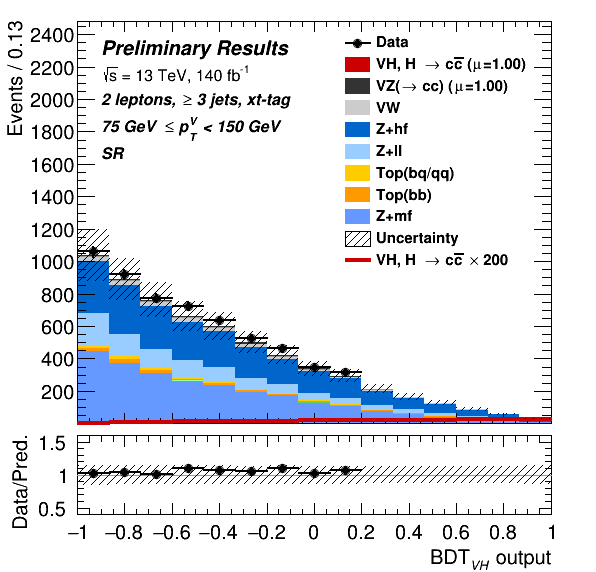 Events / 0.13
2400
2200
2000
1800
1600
1400
1200
1000
800
600
400
200
Preliminary Results
√s = 13 TeV, 140 fb⁻¹
2 leptons, ≥ 3 jets, xt-tag
75 GeV ≤ p_T^V < 150 GeV
SR
Data
VH, H → cc̅ (μ=1.00)
VZ(→ cc) (μ=1.00)
VW
Z+hf
Z+ll
Top(bq/qq)
Top(bb)
Z+mf
Uncertainty
VH, H → cc̅ × 200
Data/Pred.
1.5
1
0.5
−1 −0.8 −0.6 −0.4 −0.2 0 0.2 0.4 0.6 0.8 1
BDT_VH output